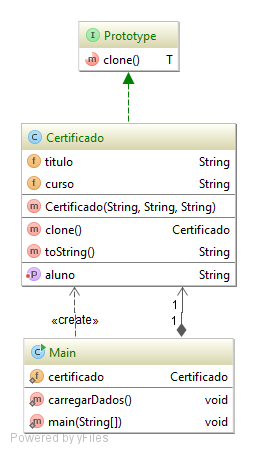 I Prototype
m clone() T
C Certificado
f titulo String
f curso String
m Certificado(String, String, String)
m clone() Certificado
m toString() String
p aluno String
1
«create»
1
C Main
f certificado Certificado
m carregarDados() void
m main(String[]) void
Powered by yFiles